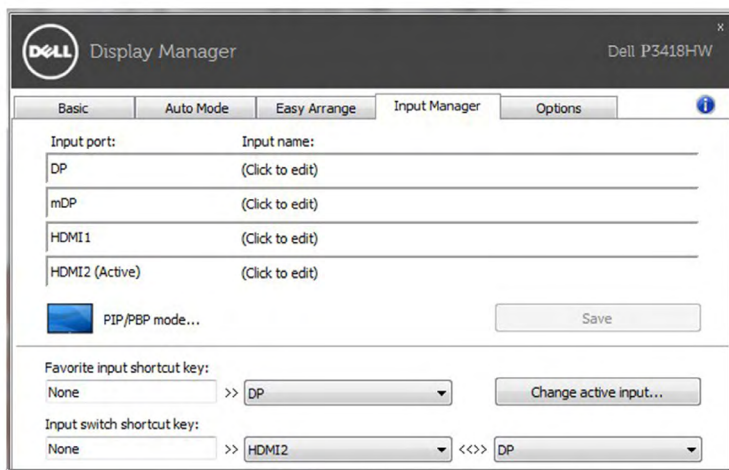 DELL Display Manager Dell P3418HW x
Basic Auto Mode Easy Arrange Input Manager Options i
Input port: Input name:
DP (Click to edit)
mDP (Click to edit)
HDMI1 (Click to edit)
HDMI2 (Active) (Click to edit)
PIP/PBP mode... Save
Favorite input shortcut key:
None >> DP Change active input...
Input switch shortcut key:
None >> HDMI2 <<>> DP